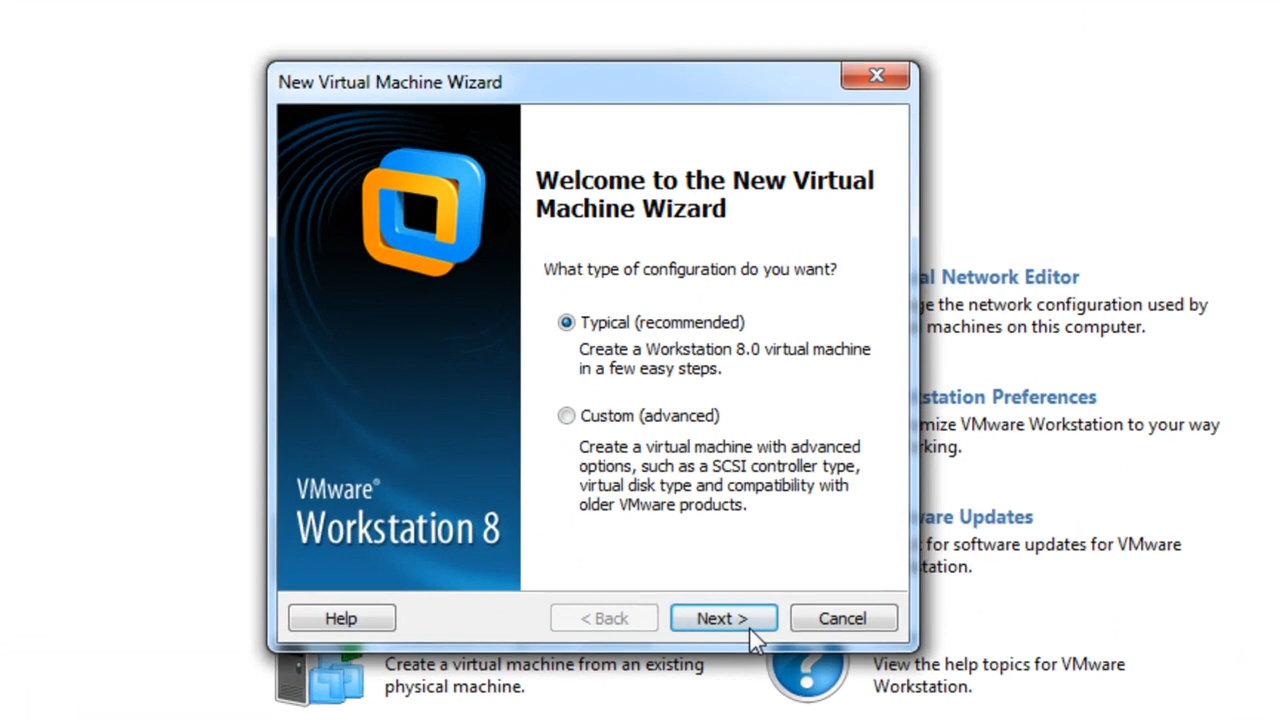 New Virtual Machine Wizard
Welcome to the New Virtual
Machine Wizard
What type of configuration do you want?
Typical (recommended)
Create a Workstation 8.0 virtual machine
in a few easy steps.
Custom (advanced)
Create a virtual machine with advanced
options, such as a SCSI controller type,
virtual disk type and compatibility with
older VMware products.
VMware®
Workstation 8
Help
< Back
Next >
Cancel
al Network Editor
ge the network configuration used by
machines on this computer.
station Preferences
mize VMware Workstation to your way
king.
ware Updates
for software updates for VMware
station.
Create a virtual machine from an existing
physical machine.
View the help topics for VMware
Workstation.